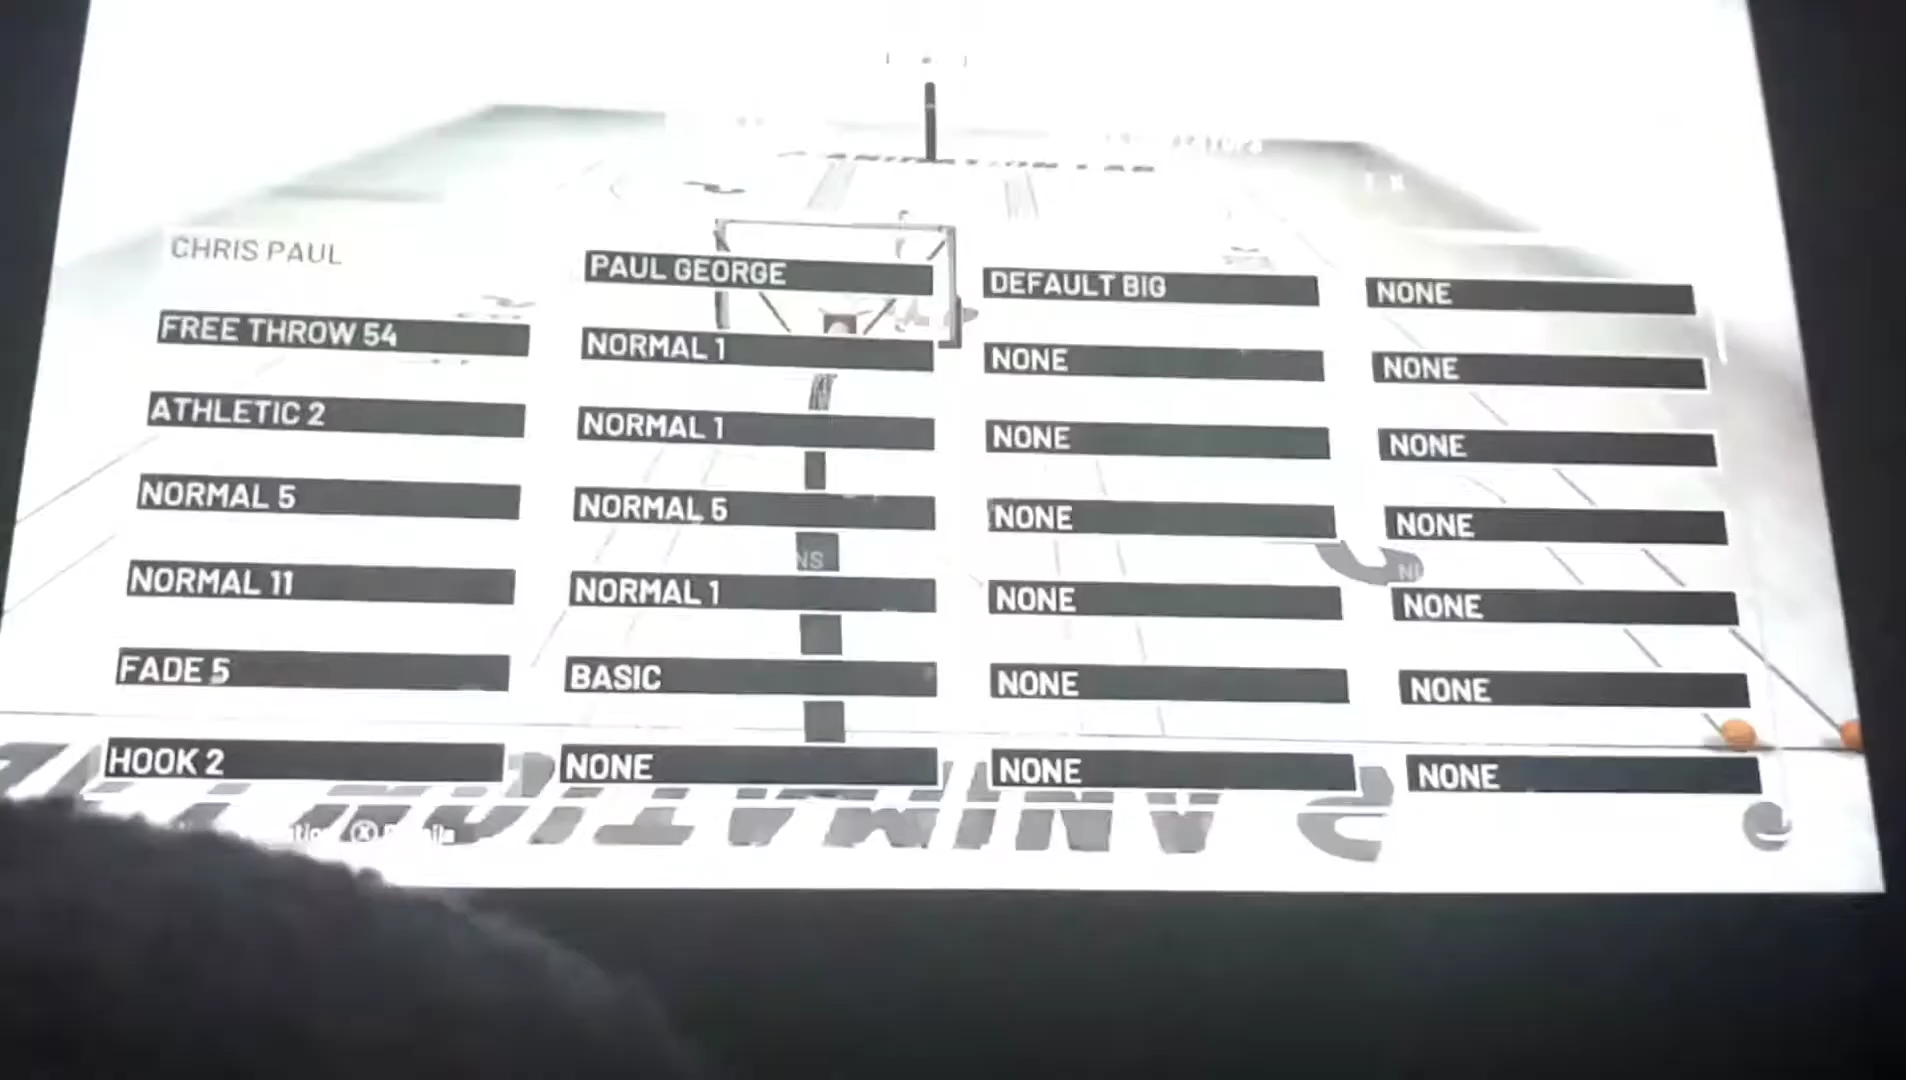 CHRIS PAUL PAUL GEORGE DEFAULT BIG NONE
FREE THROW 54 NORMAL 1 NONE NONE
ATHLETIC 2 NORMAL 1 NONE NONE
NORMAL 5 NORMAL 5 NONE NONE
NORMAL 11 NORMAL 1 NONE NONE
FADE 5 BASIC NONE NONE
HOOK 2 NONE NONE NONE